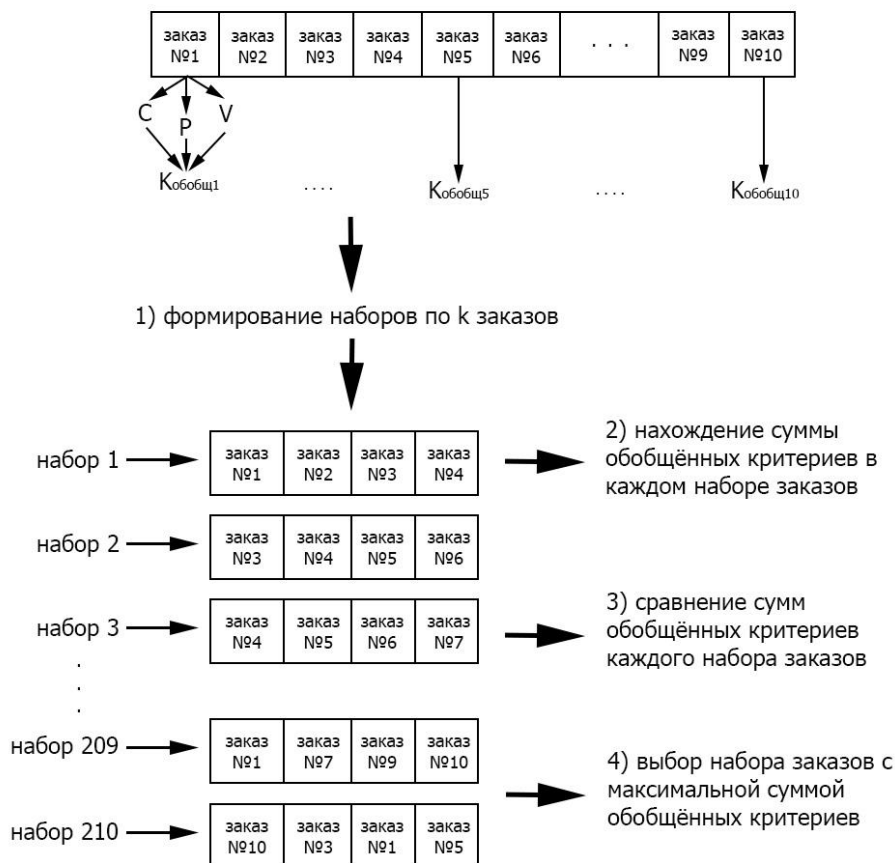 заказ №1 заказ №2 заказ №3 заказ №4 заказ №5 заказ №6 . . . заказ №9 заказ №10
C P V
Kобобщ1 .... Kобобщ5 .... Kобобщ10
1) формирование наборов по k заказов
набор 1 заказ №1 заказ №2 заказ №3 заказ №4
2) нахождение суммы
обобщённых критериев в
каждом наборе заказов
набор 2 заказ №3 заказ №4 заказ №5 заказ №6
набор 3 заказ №4 заказ №5 заказ №6 заказ №7
3) сравнение сумм
обобщённых критериев
каждого набора заказов
. . .
набор 209 заказ №1 заказ №7 заказ №9 заказ №10
4) выбор набора заказов с
максимальной суммой
обобщённых критериев
набор 210 заказ №10 заказ №3 заказ №1 заказ №5